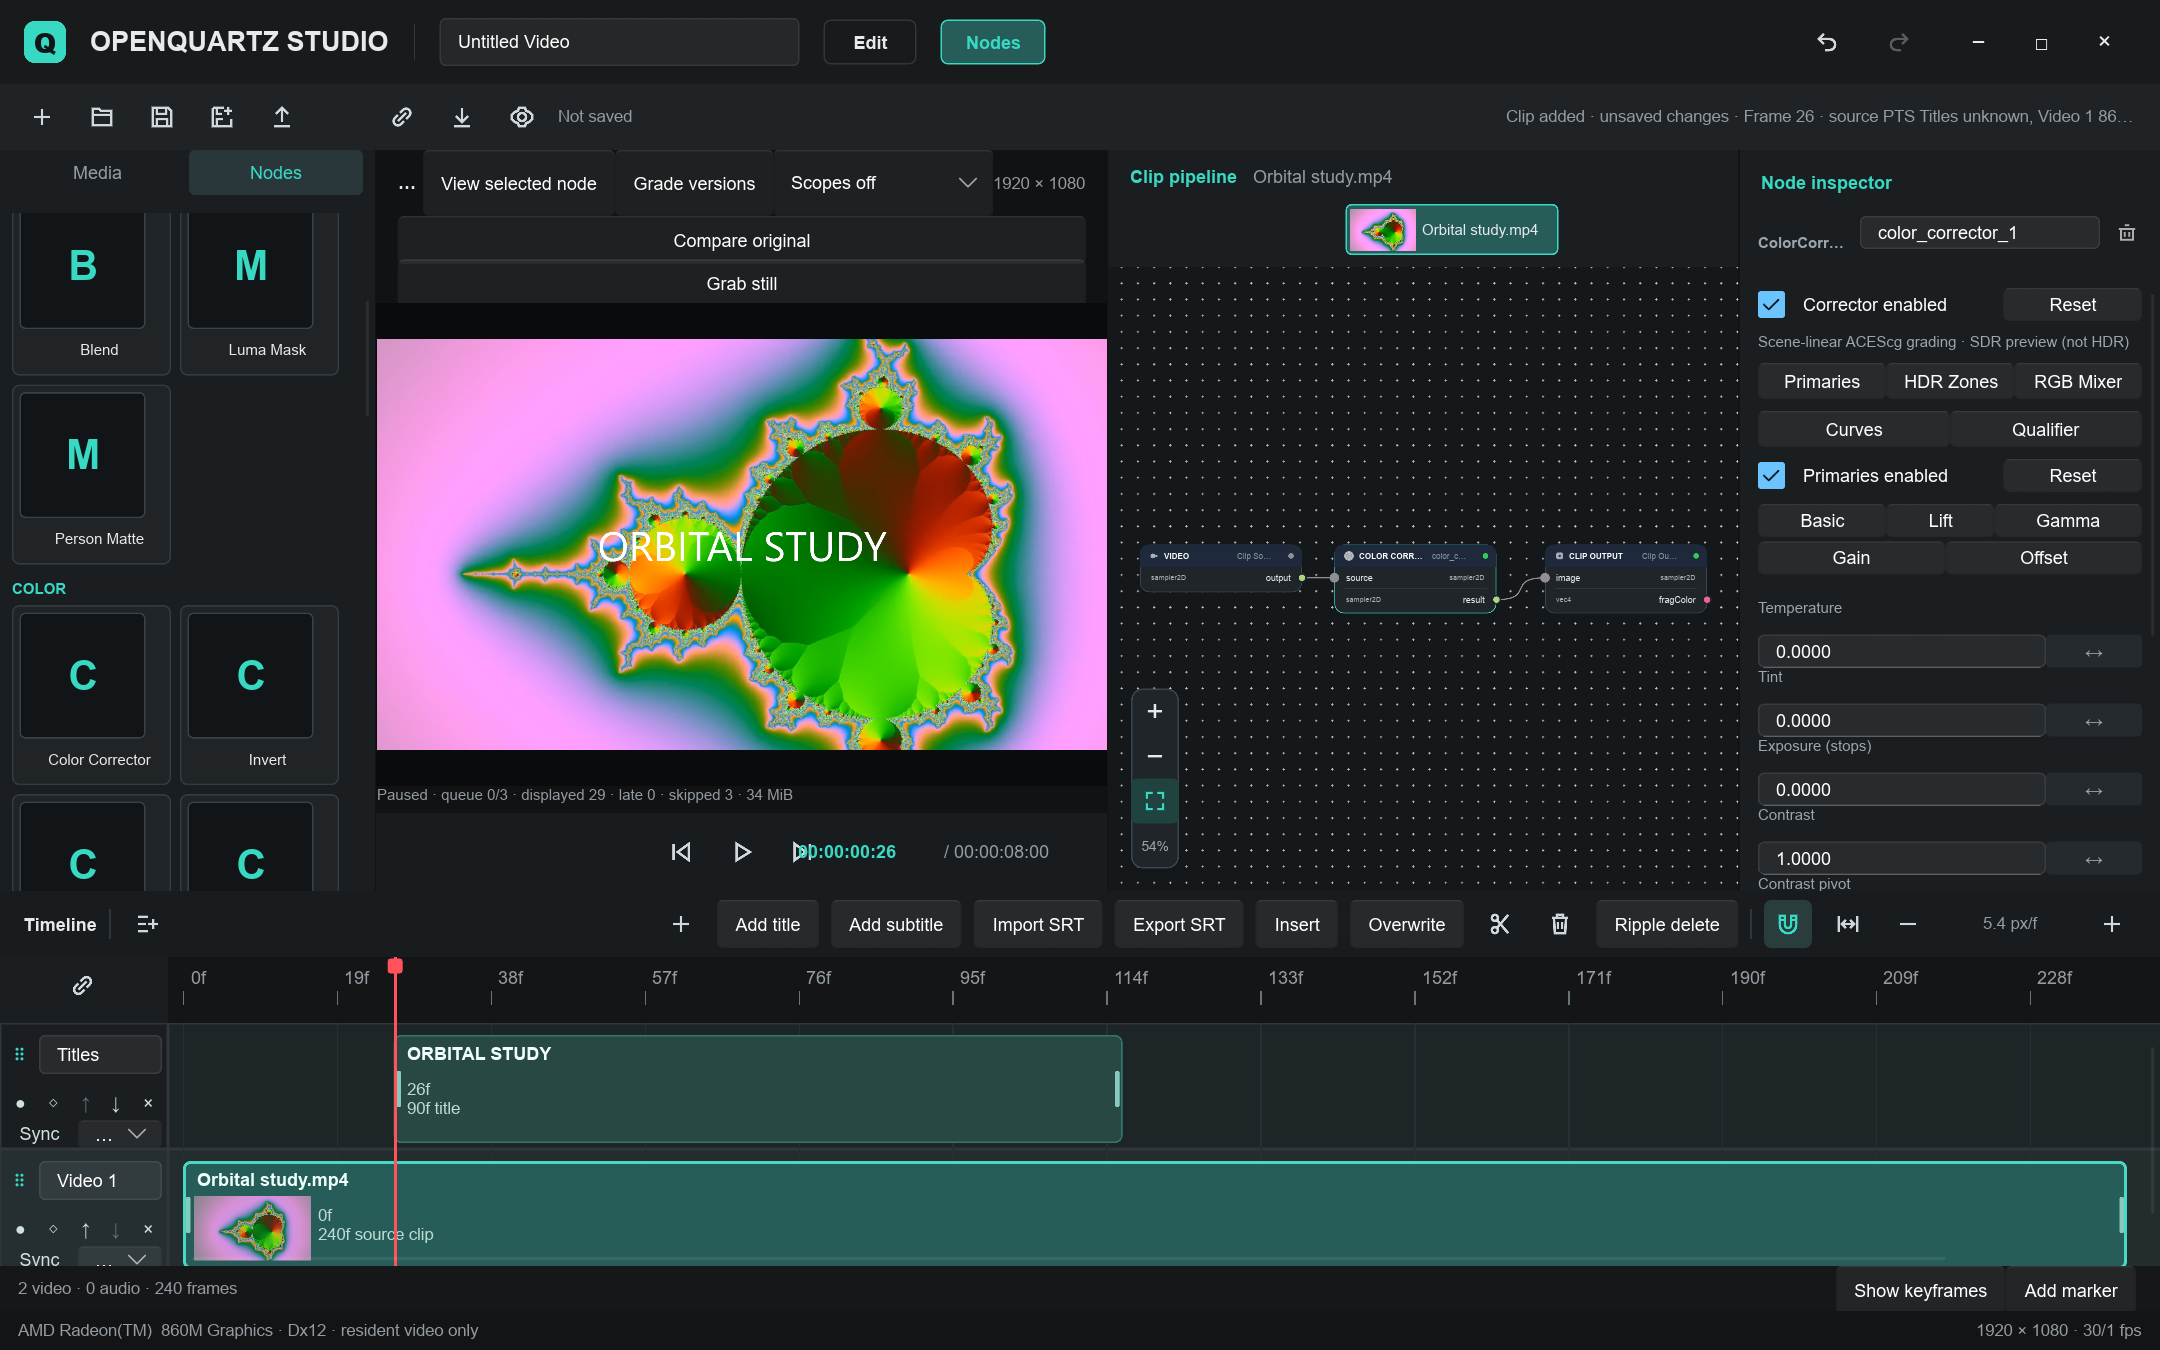 Q OPENQUARTZ STUDIO Untitled Video Edit Nodes
Not saved
Clip added · unsaved changes · Frame 26 · source PTS Titles unknown, Video 1 86…
Media Nodes
B M
Blend Luma Mask
M
Person Matte
COLOR
C C
Color Corrector Invert
C C
... View selected node Grade versions Scopes off 1920 × 1080
Compare original
Grab still
ORBITAL STUDY
Paused · queue 0/3 · displayed 29 · late 0 · skipped 3 · 34 MiB
00:00:00:26 / 00:00:08:00
Clip pipeline Orbital study.mp4
Orbital study.mp4
VIDEO Clip So...
sampler2D output
COLOR CORR... color_c...
source sampler2D
sampler2D result
CLIP OUTPUT Clip Ou...
image sampler2D
vec4 fragColor
54%
Node inspector
ColorCorr... color_corrector_1
Corrector enabled Reset
Scene-linear ACEScg grading · SDR preview (not HDR)
Primaries HDR Zones RGB Mixer
Curves Qualifier
Primaries enabled Reset
Basic Lift Gamma
Gain Offset
Temperature
0.0000
Tint
0.0000
Exposure (stops)
0.0000
Contrast
1.0000
Contrast pivot
Timeline
Add title Add subtitle Import SRT Export SRT Insert Overwrite Ripple delete 5.4 px/f
0f 19f 38f 57f 76f 95f 114f 133f 152f 171f 190f 209f 228f
Titles
Sync ...
ORBITAL STUDY
26f
90f title
Video 1
Sync ...
Orbital study.mp4
0f
240f source clip
2 video · 0 audio · 240 frames
Show keyframes Add marker
AMD Radeon(TM) 860M Graphics · Dx12 · resident video only
1920 × 1080 · 30/1 fps